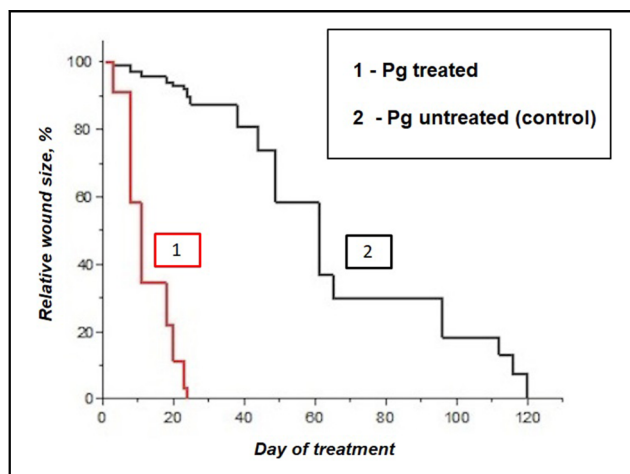 1 - Pg treated
2 - Pg untreated (control)
Relative wound size, %
100
80
60
40
20
0
1
2
0 20 40 60 80 100 120
Day of treatment